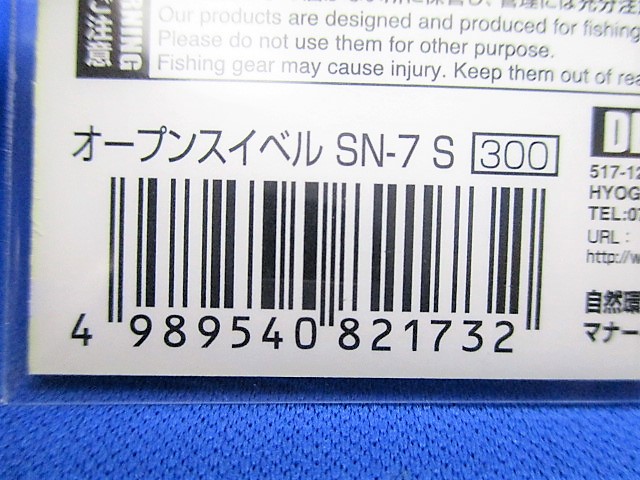 WARNING
Our products are designed and produced for fishing
Please do not use them for other purpose.
Fishing gear may cause injury. Keep them out of
オープンスイベル SN-7 S 300
4 989540 821732
517-12
HYOG
TEL:07
URL:
http://w
自然環
マナー